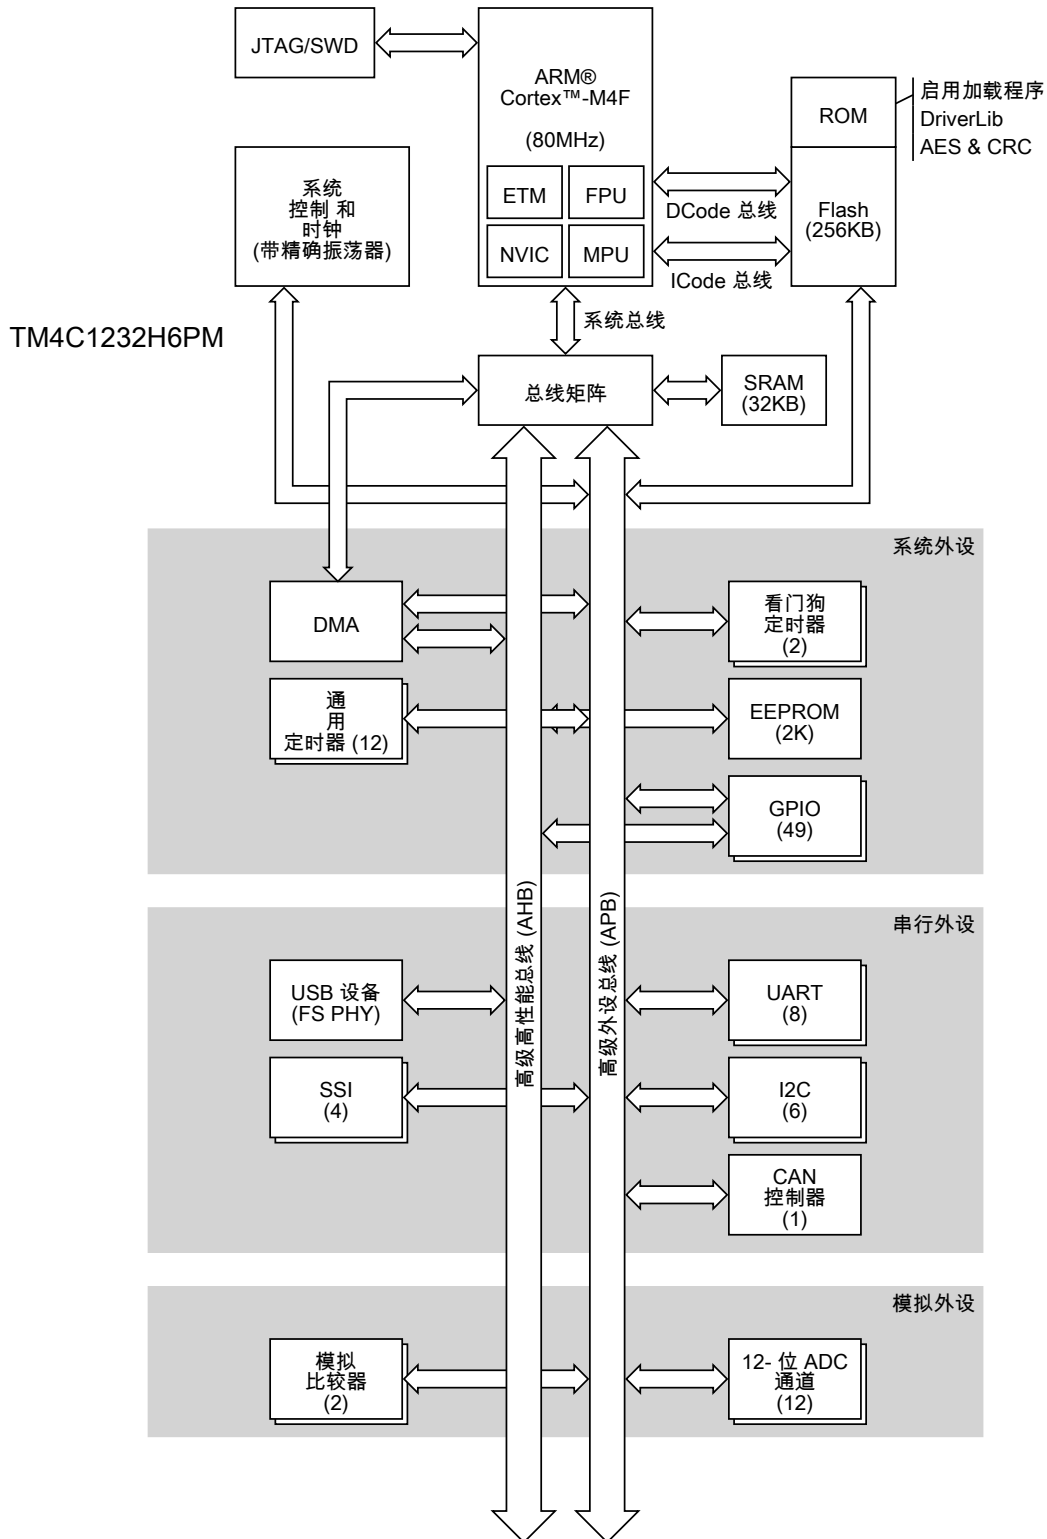 JTAG/SWD
ARM®
Cortex™-M4F
(80MHz)
ETM
FPU
NVIC
MPU
ROM
启用加载程序
DriverLib
AES & CRC
系统
控制 和
时钟
(带精确振荡器)
DCode 总线
Flash
(256KB)
ICode 总线
系统总线
TM4C1232H6PM
总线矩阵
SRAM
(32KB)
系统外设
DMA
看门狗
定时器
(2)
通
用
定时器 (12)
EEPROM
(2K)
GPIO
(49)
高级高性能总线 (AHB)
高级外设总线 (APB)
串行外设
USB 设备
(FS PHY)
UART
(8)
SSI
(4)
I2C
(6)
CAN
控制器
(1)
模拟外设
模拟
比较器
(2)
12- 位 ADC
通道
(12)